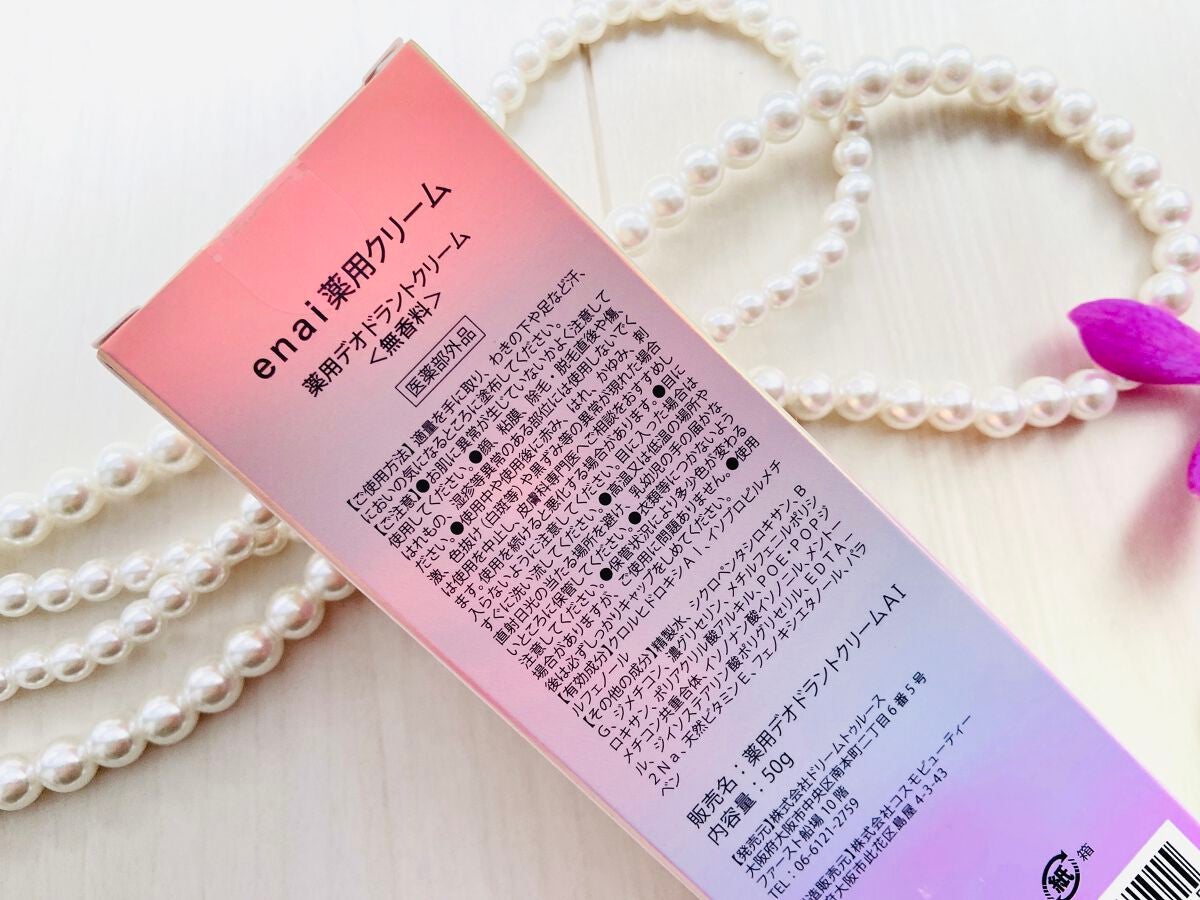 enai薬用クリーム
薬用デオドラントクリーム
＜無香料＞
医薬部外品
【ご使用方法】適量を手に取り、わきの下や足など汗、
においの気になるところに塗布してください。
【ご注意】●お肌に異常が生じていないかよく注意して
使用してください。●顔、粘膜、除毛・脱毛直後や傷
はれもの、湿疹等異常のある部位には使用しないでく
ださい。●使用中や使用後に赤み、はれ、かゆみ、刺
激、色抜け(白斑等)や黒ずみ等の異常が現れた場合
は使用を中止し、皮膚科専門医へご相談をおすすめし
ます。使用を続けると悪化する場合があります。●目に
入らないように注意してください。目に入った場合は
すぐに洗い流してください。●高温又は低温の場所や
直射日光の当たる場所を避け、乳幼児の手の届かな
いところに保管してください。●衣類等につかないよう
注意してください。●保管状況により多少色が変わる
場合がありますが、ご使用に問題ありません。●使用
後は必ずしっかりキャップをしめてください。
【有効成分】クロルヒドロキシAl、イソプロピルメチ
ルフェノール
【その他の成分】精製水、シクロペンタシロキサン、B
G、ジメチコン、濃グリセリン、メチルフェニルポリシ
ロキサン、ポリアクリル酸アルキル、POE・POPジ
メチコン共重合体、イソノナン酸イソノニル、メントー
ル、ジイソステアリン酸ポリグリセリル、EDTA-
2Na、天然ビタミンE、フェノキシエタノール、パラ
ベン
販売名：薬用デオドラントクリームAI
内容量：50g
【発売元】株式会社ドリームトゥルース
大阪府大阪市中央区南本町二丁目6番5号
ファースト船場10階
TEL：06-6121-2759
造販売元】株式会社コスモビューティー
府大阪市此花区島屋4-3-43
紙
箱